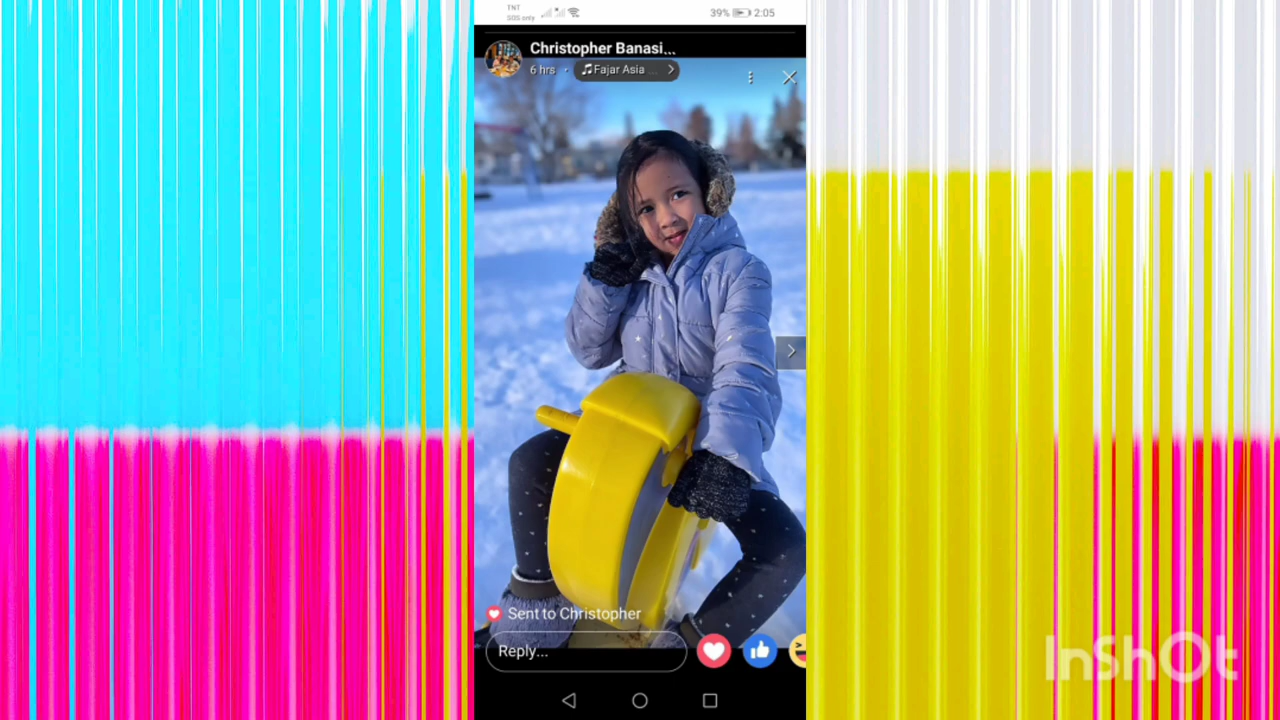 TNT
SOS only
39% 2:05
Christopher Banasi...
6 hrs · Fajar Asia ...
Sent to Christopher
Reply...
InShOt